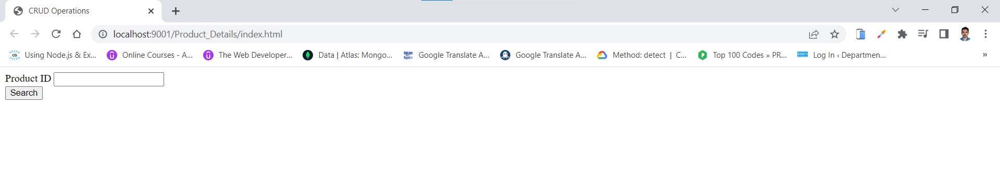 CRUD Operations
localhost:9001/Product_Details/index.html
Using Node.js & Ex... Online Courses - A... The Web Developer... Data | Atlas: Mongo... Google Translate A... Google Translate A... Method: detect | C... Top 100 Codes » PR... RIDEN Log In ‹ Departmen... »
Product ID
Search